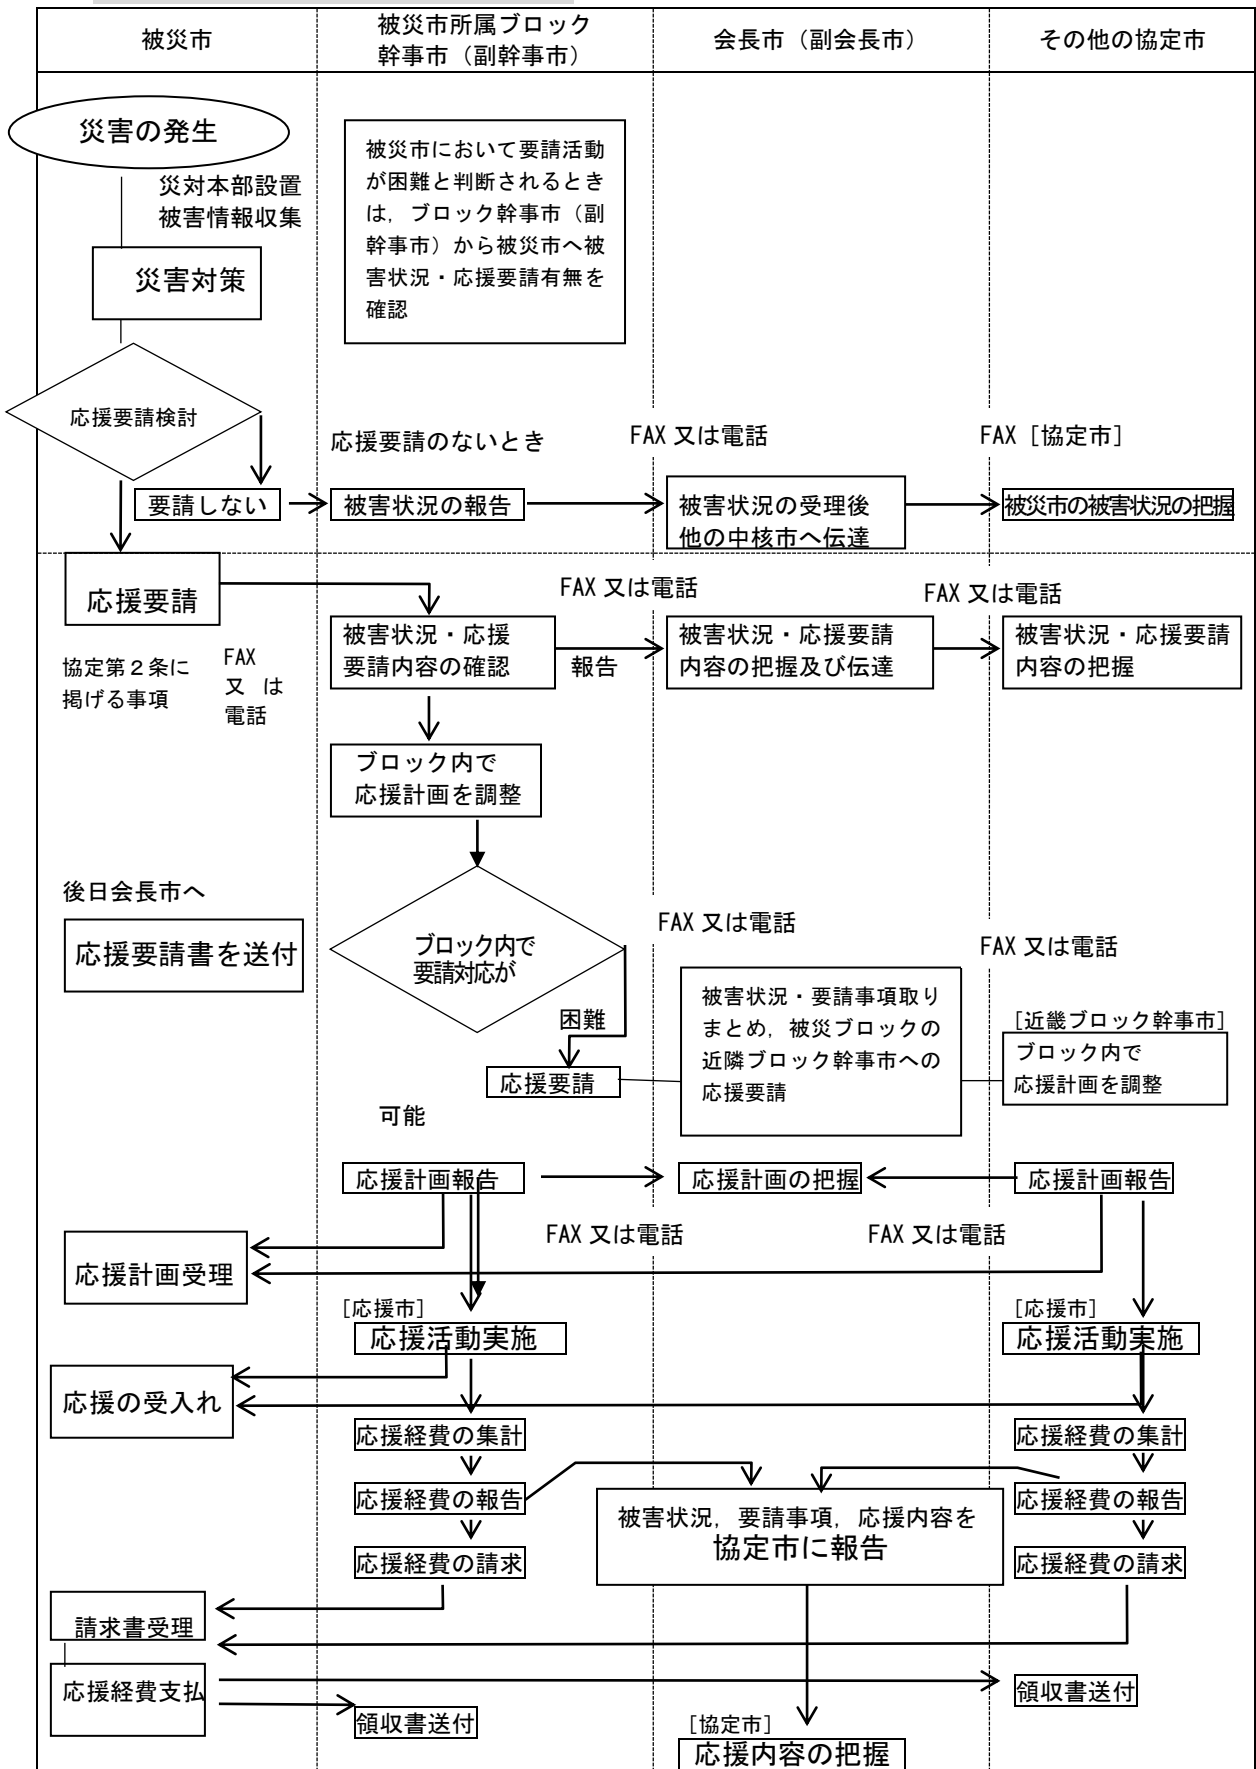 被災市
被災市所属ブロック
幹事市（副幹事市）
会長市（副会長市）
その他の協定市
災害の発生
災対本部設置
被害情報収集
災害対策
被災市において要請活動
が困難と判断されるとき
は，ブロック幹事市（副
幹事市）から被災市へ被
害状況・応援要請有無を
確認
応援要請検討
応援要請のないとき
FAX 又は電話
FAX［協定市］
要請しない
被害状況の報告
被害状況の受理後
他の中核市へ伝達
被災市の被害状況の把握
応援要請
FAX 又は電話
FAX 又は電話
協定第２条に
掲げる事項
FAX
又 は
電話
被害状況・応援
要請内容の確認
報告
被害状況・応援要請
内容の把握及び伝達
被害状況・応援要請
内容の把握
ブロック内で
応援計画を調整
後日会長市へ
応援要請書を送付
ブロック内で
要請対応が
FAX 又は電話
FAX 又は電話
困難
応援要請
被害状況・要請事項取り
まとめ，被災ブロックの
近隣ブロック幹事市への
応援要請
［近畿ブロック幹事市］
ブロック内で
応援計画を調整
可能
応援計画報告
応援計画の把握
応援計画報告
FAX 又は電話
FAX 又は電話
応援計画受理
［応援市］
応援活動実施
［応援市］
応援活動実施
応援の受入れ
応援経費の集計
応援経費の集計
応援経費の報告
被害状況，要請事項，応援内容を
協定市に報告
応援経費の報告
応援経費の請求
応援経費の請求
請求書受理
応援経費支払
領収書送付
領収書送付
［協定市］
応援内容の把握